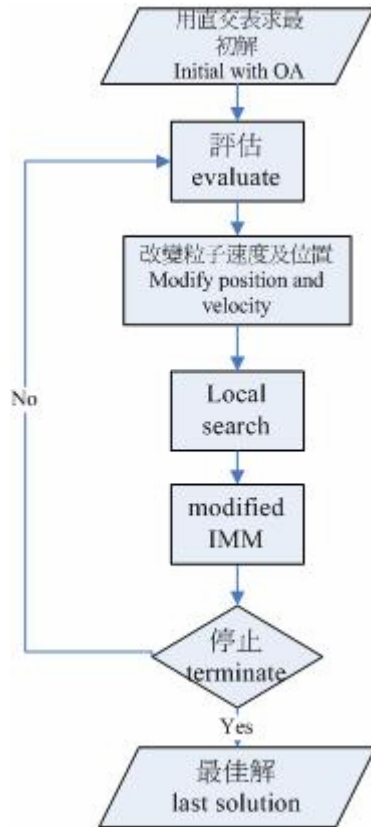 用直交表求最
初解
Initial with OA
評估
evaluate
改變粒子速度及位置
Modify position and
velocity
No
Local
search
modified
IMM
停止
terminate
Yes
最佳解
last solution